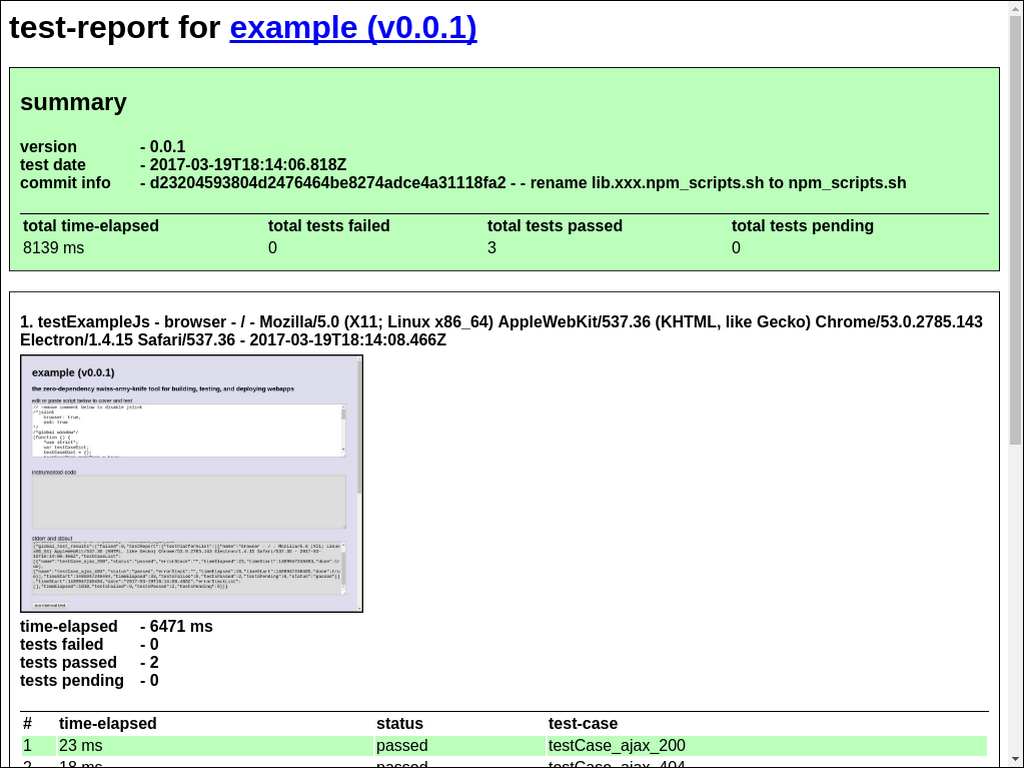 test-report for example (v0.0.1)
summary
version - 0.0.1
test date - 2017-03-19T18:14:06.818Z
commit info - d23204593804d2476464be8274adce4a31118fa2 - - rename lib.xxx.npm_scripts.sh to npm_scripts.sh
total time-elapsed total tests failed total tests passed total tests pending
8139 ms 0 3 0
1. testExampleJs - browser - / - Mozilla/5.0 (X11; Linux x86_64) AppleWebKit/537.36 (KHTML, like Gecko) Chrome/53.0.2785.143
Electron/1.4.15 Safari/537.36 - 2017-03-19T18:14:08.466Z
example (v0.0.1)
the zero-dependency swiss-army-knife tool for building, testing, and deploying webapps
edit or paste script below to cover and test
// remove comment below to disable jslint
/*jslint
browser: true,
*/
/*global window*/
(function () {
"use strict";
var testCaseDict;
testCaseDict = {};
instrumented-code
stderr and stdout
run internal test
time-elapsed - 6471 ms
tests failed - 0
tests passed - 2
tests pending - 0
# time-elapsed status test-case
1 23 ms passed testCase_ajax_200
2 18 ms passed testCase_ajax_404